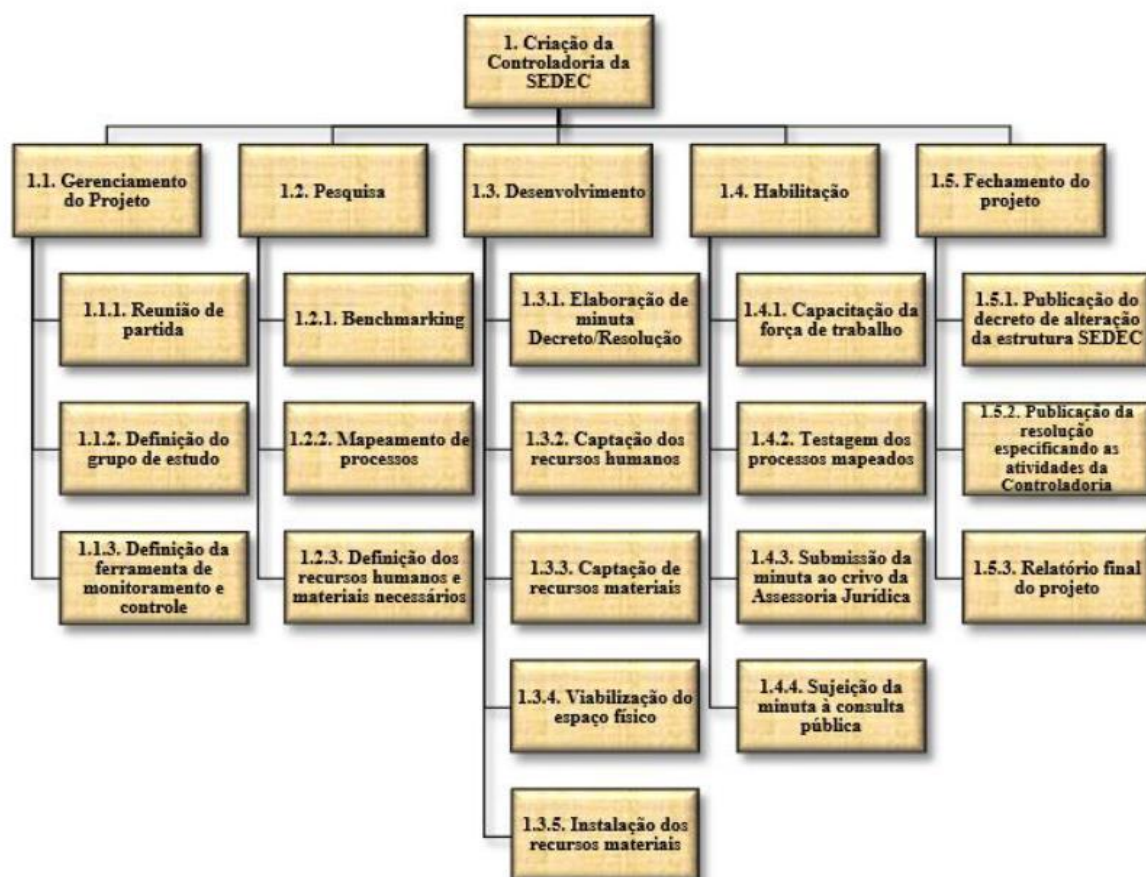 1. Criação da
Controladoria da
SEDEC
1.1. Gerenciamento
do Projeto
1.1.1. Reunião de
partida
1.1.2. Definição do
grupo de estudo
1.1.3. Definição da
ferramenta de
monitoramento e
controle
1.2. Pesquisa
1.2.1. Benchmarking
1.2.2. Mapeamento de
processos
1.2.3. Definição dos
recursos humanos e
materiais necessários
1.3. Desenvolvimento
1.3.1. Elaboração de
minuta
Decreto/Resolução
1.3.2. Captação dos
recursos humanos
1.3.3. Captação de
recursos materiais
1.3.4. Viabilização do
espaço físico
1.3.5. Instalação dos
recursos materiais
1.4. Habilitação
1.4.1. Capacitação da
força de trabalho
1.4.2. Testagem dos
processos mapeados
1.4.3. Submissão da
minuta ao crivo da
Assessoria Jurídica
1.4.4. Sujeição da
minuta à consulta
pública
1.5. Fechamento do
projeto
1.5.1. Publicação do
decreto de alteração
da estrutura SEDEC
1.5.2. Publicação da
resolução
especificando as
atividades da
Controladoria
1.5.3. Relatório final
do projeto